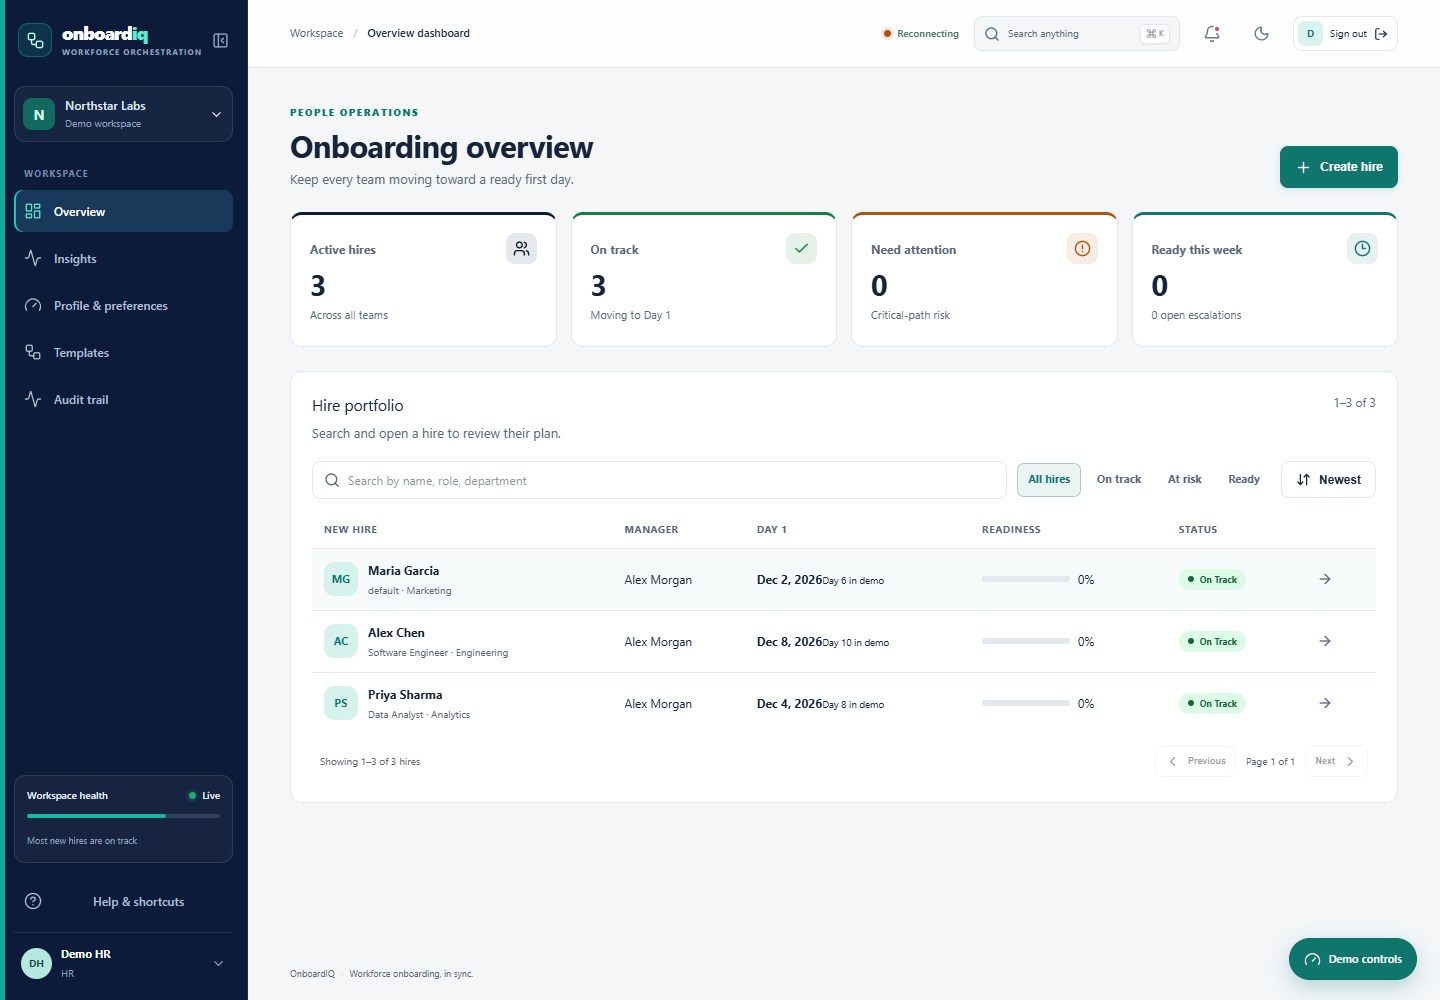 onboardiq
WORKFORCE ORCHESTRATION
N
Northstar Labs
Demo workspace
WORKSPACE
Overview
Insights
Profile & preferences
Templates
Audit trail
Workspace health
Live
Most new hires are on track
Help & shortcuts
DH
Demo HR
HR
Workspace / Overview dashboard
Reconnecting
Search anything
⌘ K
D
Sign out
PEOPLE OPERATIONS
Onboarding overview
Keep every team moving toward a ready first day.
Create hire
Active hires
3
Across all teams
On track
3
Moving to Day 1
Need attention
0
Critical-path risk
Ready this week
0
0 open escalations
Hire portfolio
1–3 of 3
Search and open a hire to review their plan.
Search by name, role, department
All hires
On track
At risk
Ready
Newest
NEW HIRE MANAGER DAY 1 READINESS STATUS
MG
Maria Garcia
default · Marketing
Alex Morgan
Dec 2, 2026Day 6 in demo
0%
On Track
AC
Alex Chen
Software Engineer · Engineering
Alex Morgan
Dec 8, 2026Day 10 in demo
0%
On Track
PS
Priya Sharma
Data Analyst · Analytics
Alex Morgan
Dec 4, 2026Day 8 in demo
0%
On Track
Showing 1–3 of 3 hires
Previous
Page 1 of 1
Next
OnboardIQ · Workforce onboarding, in sync.
Demo controls